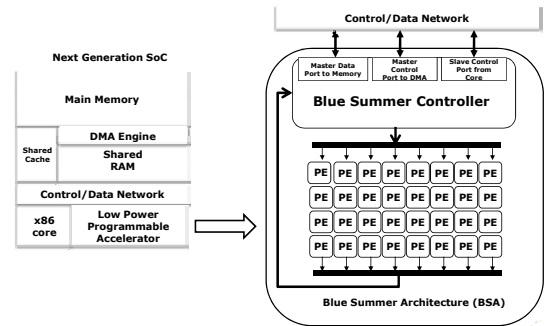 Next Generation SoC
Main Memory
DMA Engine
Shared
Cache
Shared
RAM
Control/Data Network
x86
core
Low Power
Programmable
Accelerator
Control/Data Network
Master Data
Port to Memory
Master
Control
Port to DMA
Slave Control
Port from
Core
Blue Summer Controller
PE PE PE PE PE PE PE PE
PE PE PE PE PE PE PE PE
PE PE PE PE PE PE PE PE
PE PE PE PE PE PE PE PE
Blue Summer Architecture (BSA)